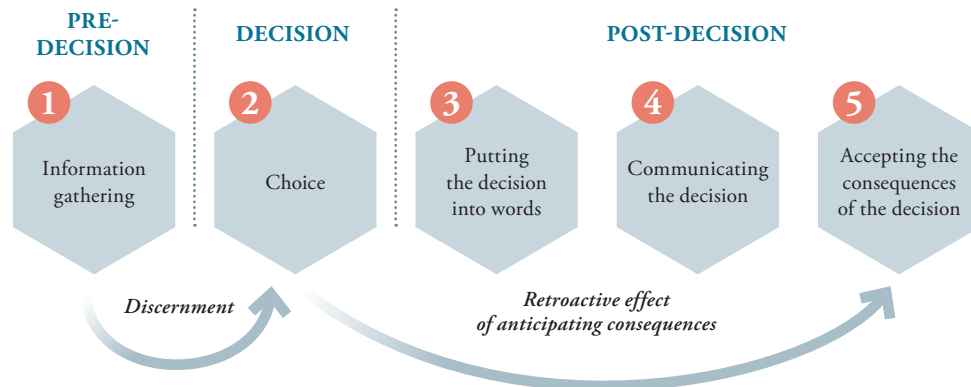 PRE-
DECISION
DECISION
POST-DECISION
1
Information
gathering
2
Choice
3
Putting
the decision
into words
4
Communicating
the decision
5
Accepting the
consequences
of the decision
Discernment
Retroactive effect
of anticipating consequences